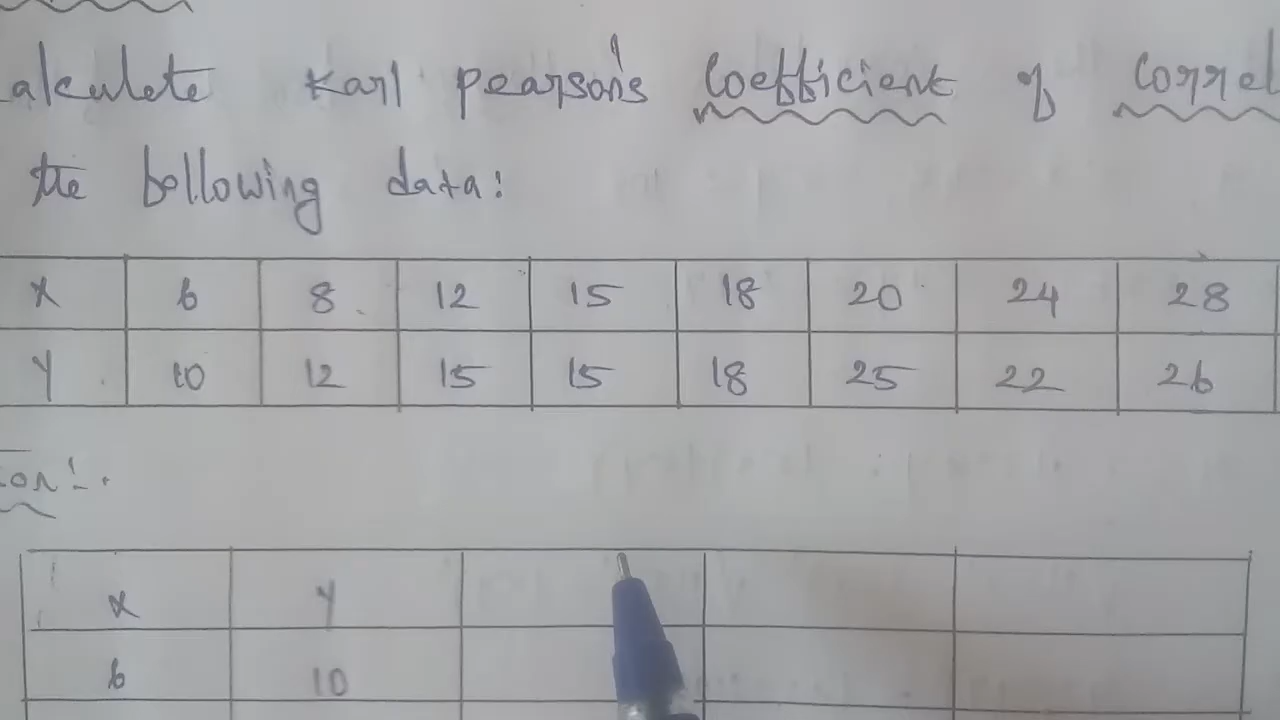 alculate Karl pearson's Coefficient of Correl
the following data:
X 6 8 12 15 18 20 24 28
Y 10 12 15 15 18 25 22 26
ion:
X Y
6 10